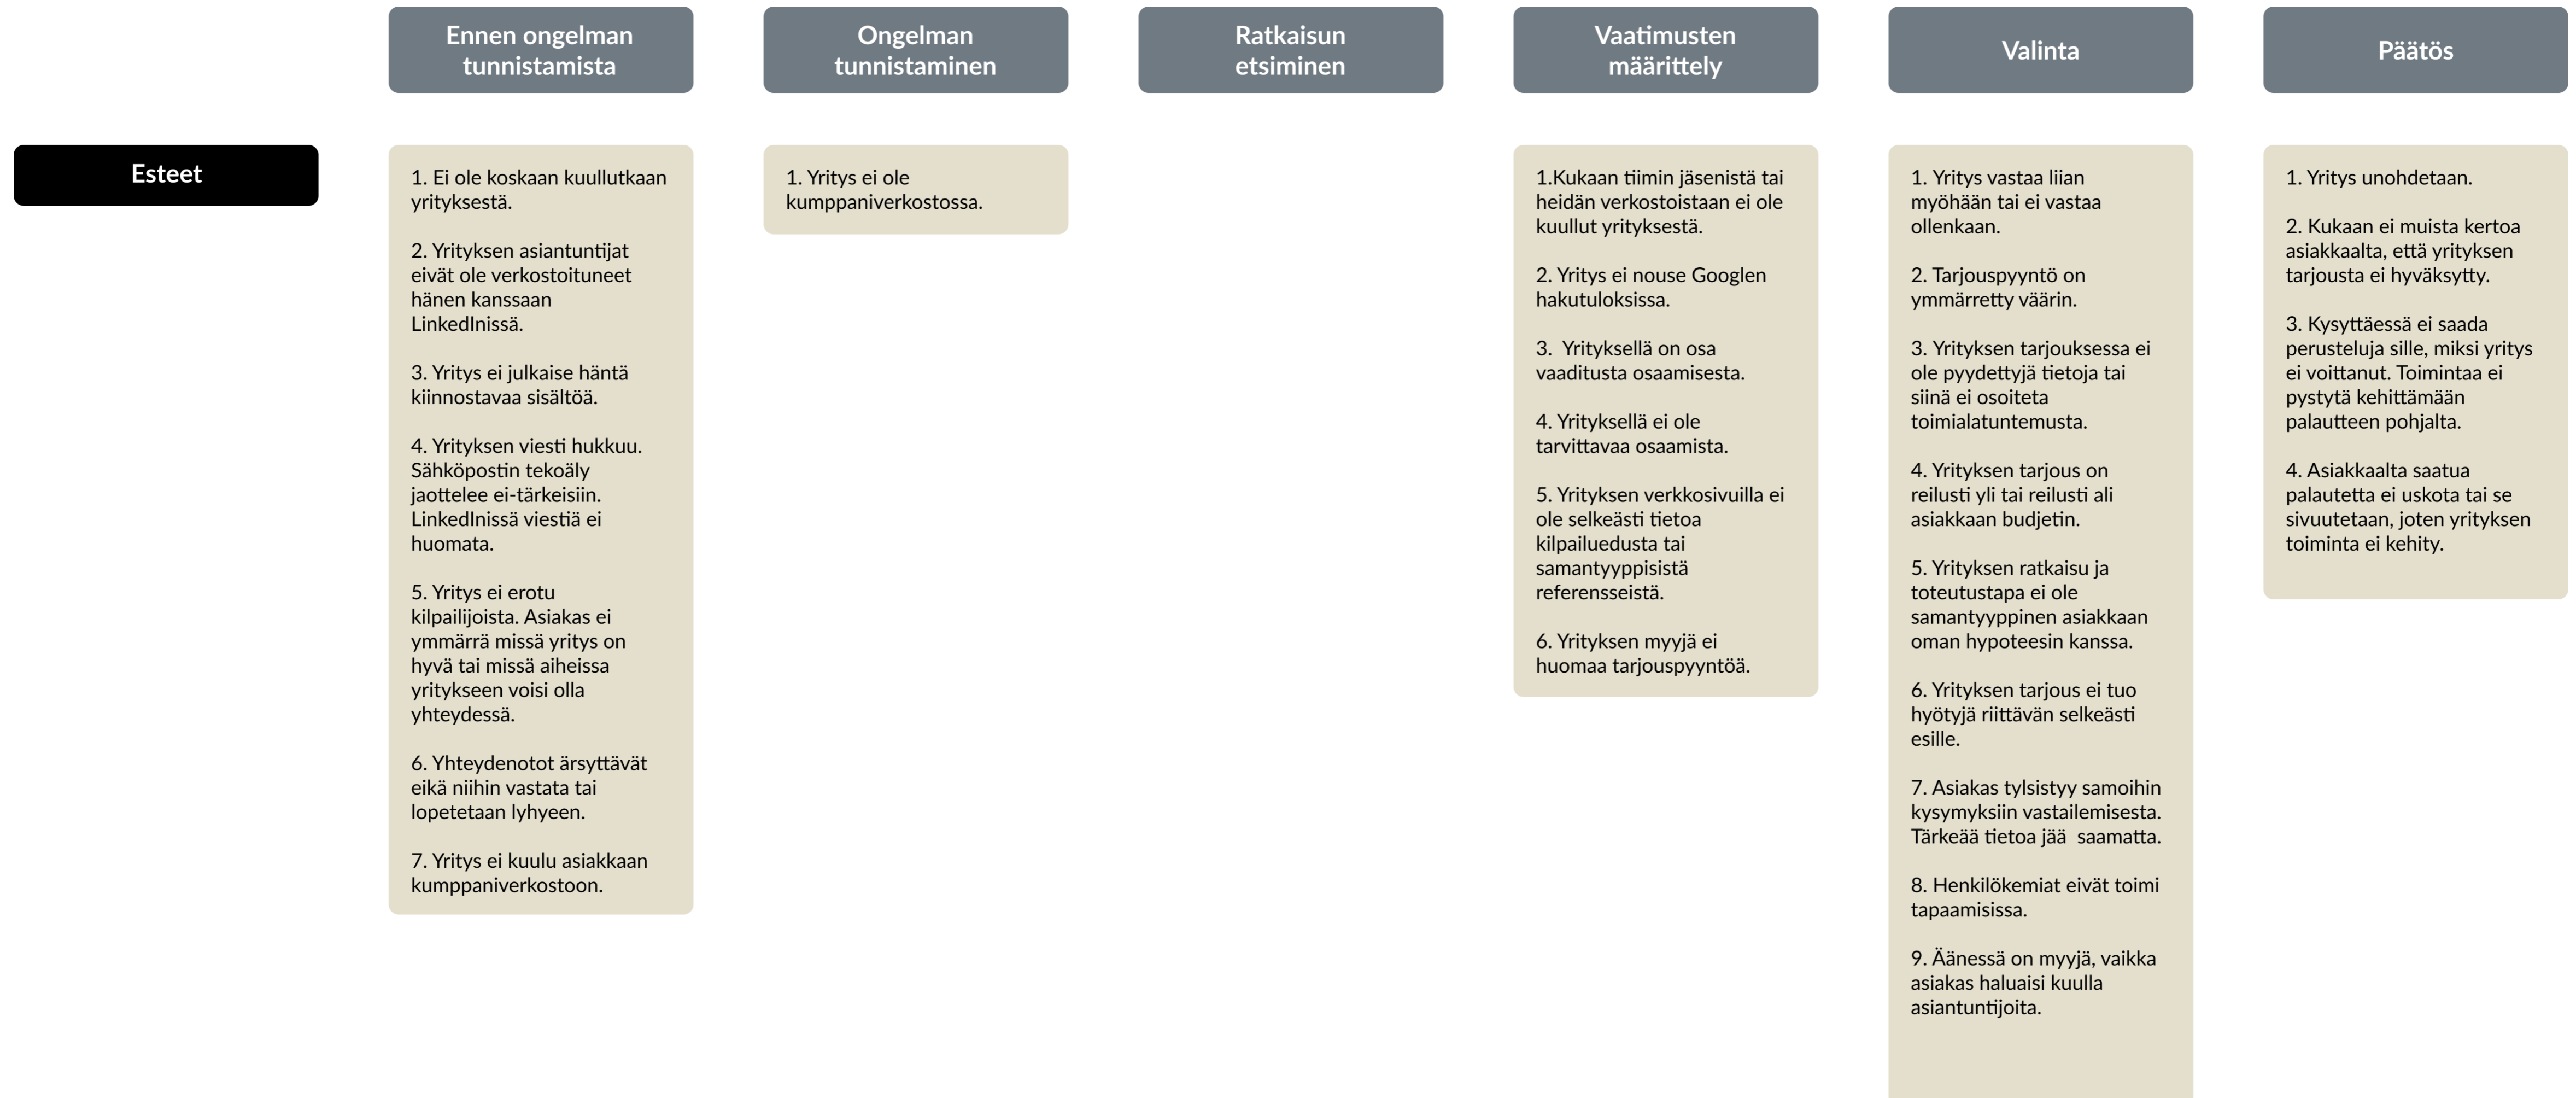 Ennen ongelman
tunnistamista
Ongelman
tunnistaminen
Ratkaisun
etsiminen
Vaatimusten
määrittely
Valinta
Päätös
Esteet
1. Ei ole koskaan kuullutkaan
yrityksestä.
2. Yrityksen asiantuntijat
eivät ole verkostoituneet
hänen kanssaan
LinkedInissä.
3. Yritys ei julkaise häntä
kiinnostavaa sisältöä.
4. Yrityksen viesti hukkuu.
Sähköpostin tekoäly
jaottelee ei-tärkeisiin.
LinkedInissä viestiä ei
huomata.
5. Yritys ei erotu
kilpailijoista. Asiakas ei
ymmärrä missä yritys on
hyvä tai missä aiheissa
yritykseen voisi olla
yhteydessä.
6. Yhteydenotot ärsyttävät
eikä niihin vastata tai
lopetetaan lyhyeen.
7. Yritys ei kuulu asiakkaan
kumppaniverkostoon.
1. Yritys ei ole
kumppaniverkostossa.
1.Kukaan tiimin jäsenistä tai
heidän verkostoistaan ei ole
kuullut yrityksestä.
2. Yritys ei nouse Googlen
hakutuloksissa.
3.  Yrityksellä on osa
vaaditusta osaamisesta.
4. Yrityksellä ei ole
tarvittavaa osaamista.
5. Yrityksen verkkosivuilla ei
ole selkeästi tietoa
kilpailuedusta tai
samantyyppisistä
referensseistä.
6. Yrityksen myyjä ei
huomaa tarjouspyyntöä.
1. Yritys vastaa liian
myöhään tai ei vastaa
ollenkaan.
2. Tarjouspyyntö on
ymmärretty väärin.
3. Yrityksen tarjouksessa ei
ole pyydettyjä tietoja tai
siinä ei osoiteta
toimialatuntemusta.
4. Yrityksen tarjous on
reilusti yli tai reilusti ali
asiakkaan budjetin.
5. Yrityksen ratkaisu ja
toteutustapa ei ole
samantyyppinen asiakkaan
oman hypoteesin kanssa.
6. Yrityksen tarjous ei tuo
hyötyjä riittävän selkeästi
esille.
7. Asiakas tylsistyy samoihin
kysymyksiin vastailemisesta.
Tärkeää tietoa jää  saamatta.
8. Henkilökemiat eivät toimi
tapaamisissa.
9. Äänessä on myyjä, vaikka
asiakas haluaisi kuulla
asiantuntijoita.
1. Yritys unohdetaan.
2. Kukaan ei muista kertoa
asiakkaalta, että yrityksen
tarjousta ei hyväksytty.
3. Kysyttäessä ei saada
perusteluja sille, miksi yritys
ei voittanut. Toimintaa ei
pystytä kehittämään
palautteen pohjalta.
4. Asiakkaalta saatua
palautetta ei uskota tai se
sivuutetaan, joten yrityksen
toiminta ei kehity.